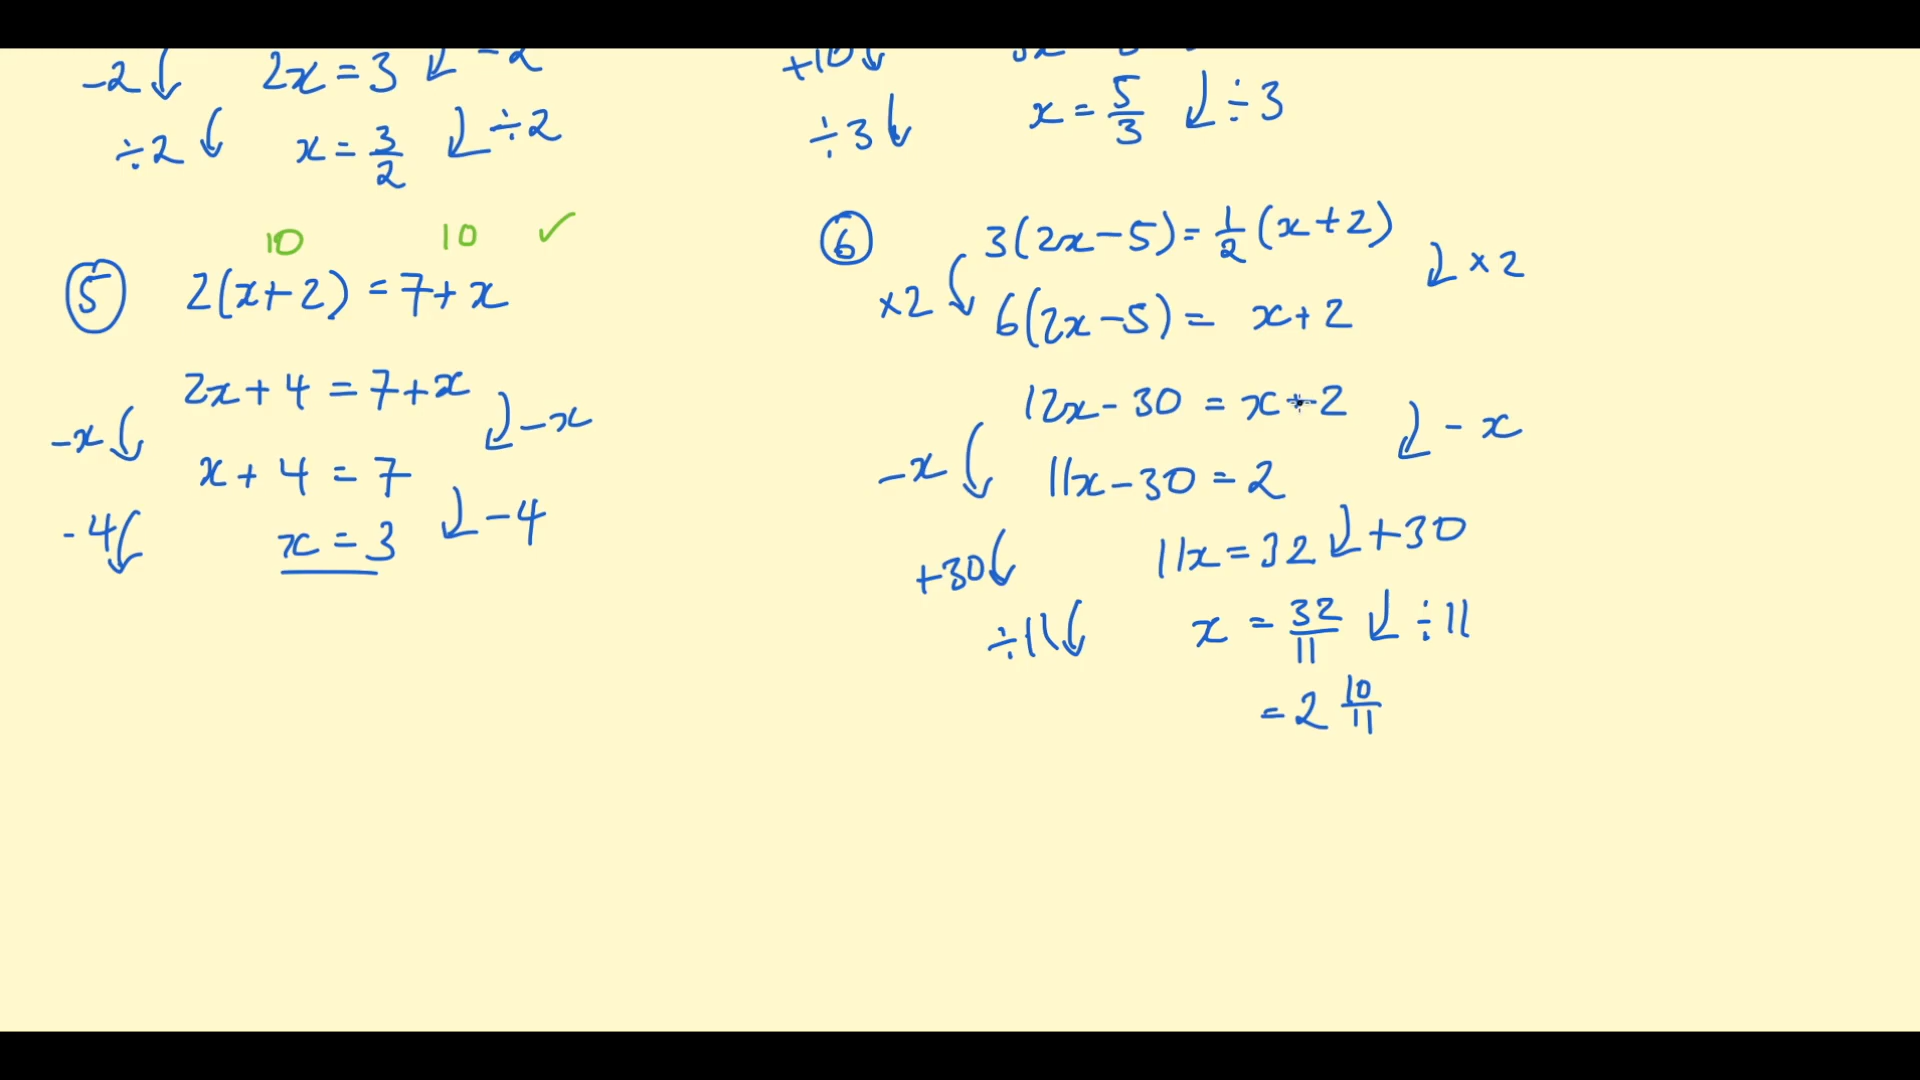 -2 2x = 3 -2
÷2 x = 3/2 ÷2
10 10 ✓
⑤ 2(x+2) = 7+x
2x+4 = 7+x
-x -x
x+4 = 7
-4 x = 3 -4
+10
÷3 x = 5/3 ÷3
⑥ 3(2x-5) = 1/2 (x+2)
×2 ×2
6(2x-5) = x+2
12x-30 = x+2
-x -x
11x-30 = 2
+30 11x = 32 +30
÷11 x = 32/11 ÷11
= 2 10/11